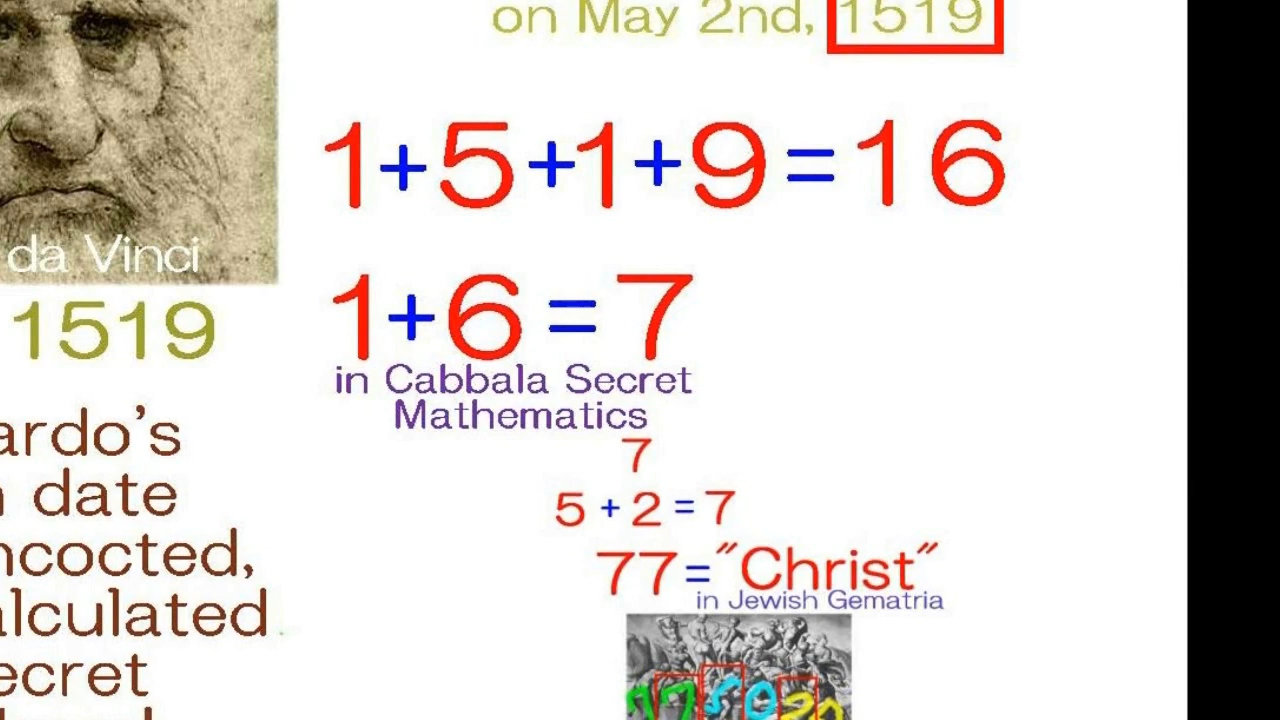 on May 2nd, 1519
1+5+1+9=16
da Vinci
1+6=7
1519
in Cabbala Secret
Mathematics
ardo's
7
date
5+2=7
ncocted,
77="Christ"
in Jewish Gematria
alculated
ecret